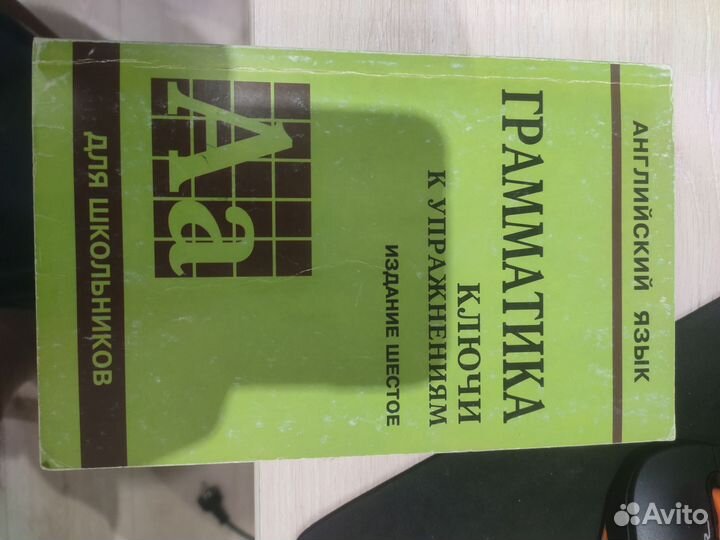 АНГЛИЙСКИЙ ЯЗЫК
ГРАММАТИКА
КЛЮЧИ
К УПРАЖНЕНИЯМ
ИЗДАНИЕ ШЕСТОЕ
Aa
ДЛЯ ШКОЛЬНИКОВ
Avito